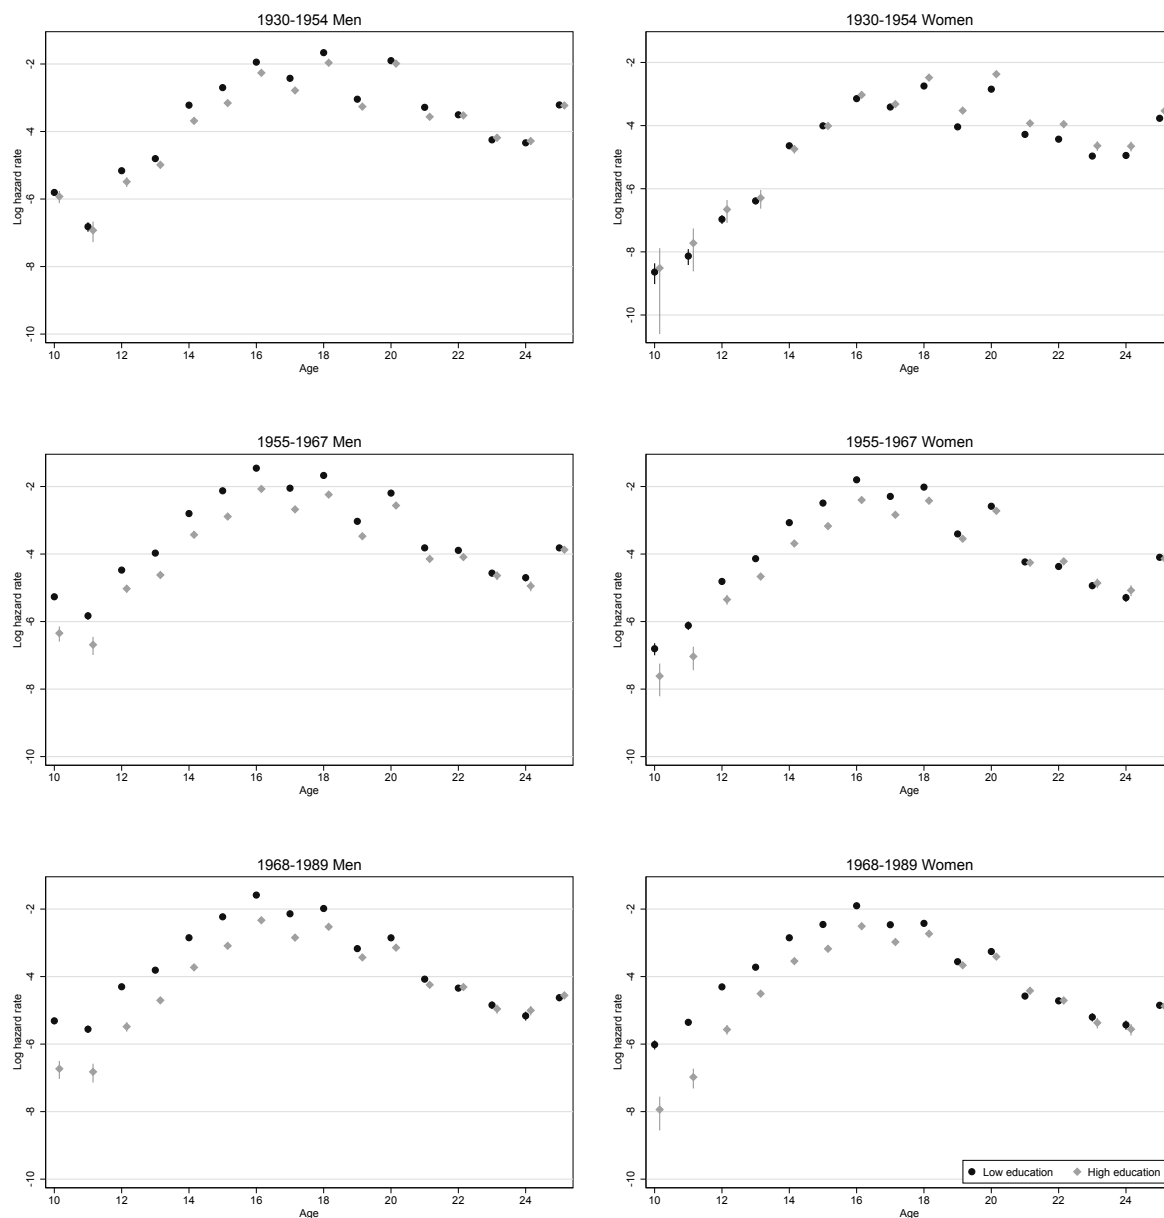 1930-1954 Men
-2
-4
-6
-8
-10
Log hazard rate
10 12 14 16 18 20 22 24
Age
1930-1954 Women
-2
-4
-6
-8
-10
Log hazard rate
10 12 14 16 18 20 22 24
Age
1955-1967 Men
-2
-4
-6
-8
-10
Log hazard rate
10 12 14 16 18 20 22 24
Age
1955-1967 Women
-2
-4
-6
-8
-10
Log hazard rate
10 12 14 16 18 20 22 24
Age
1968-1989 Men
-2
-4
-6
-8
-10
Log hazard rate
10 12 14 16 18 20 22 24
Age
1968-1989 Women
-2
-4
-6
-8
-10
Log hazard rate
10 12 14 16 18 20 22 24
Age
Low education High education